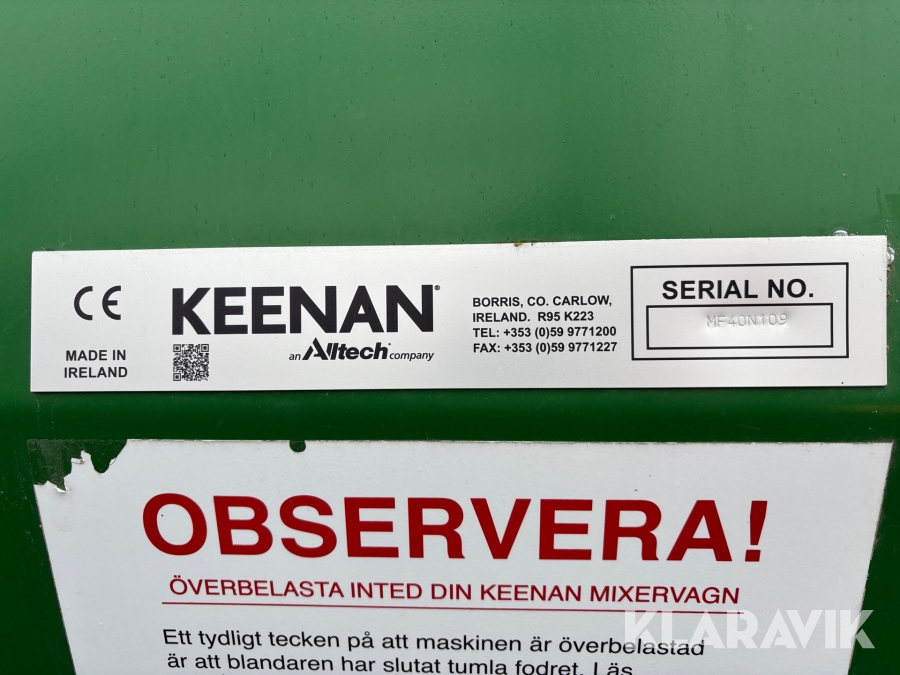 CE
MADE IN
IRELAND
KEENAN®
an Alltech company
BORRIS, CO. CARLOW,
IRELAND. R95 K223
TEL: +353 (0)59 9771200
FAX: +353 (0)59 9771227
SERIAL NO.
MF40N109
OBSERVERA!
ÖVERBELASTA INTED DIN KEENAN MIXERVAGN
Ett tydligt tecken på att maskinen är överbelastad
är att blandaren har slutat tumla fodret. Läs
KLARAVIK